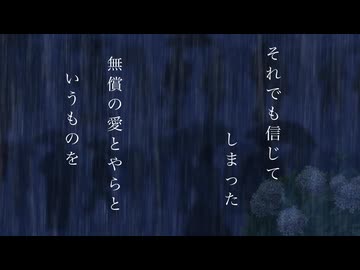 それでも信じて
しまった
無償の愛とやらと
いうものを